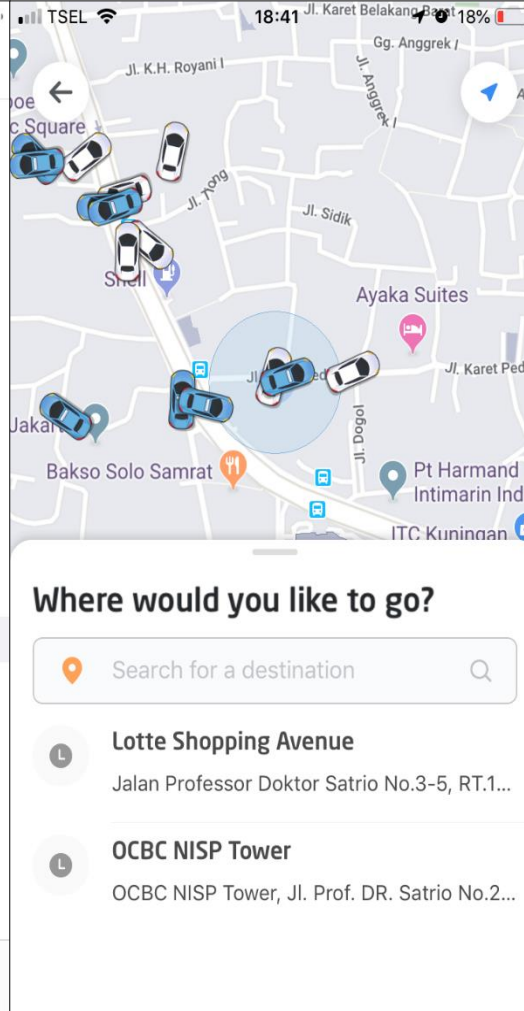 TSEL 18:41 18%
Jl. Karet Belakang Barat
Gg. Anggrek I
Jl. K.H. Royani I
Jl. Anggrek I
c Square
Jl. Tong
Jl. Sidik
Shell
Ayaka Suites
Jl. Karet Ped
Jl. Dogol
Jakar
Bakso Solo Samrat
Pt Harmand
Intimarin Ind
ITC Kuningan
Where would you like to go?
Search for a destination
Lotte Shopping Avenue
Jalan Professor Doktor Satrio No.3-5, RT.1...
OCBC NISP Tower
OCBC NISP Tower, Jl. Prof. DR. Satrio No.2...